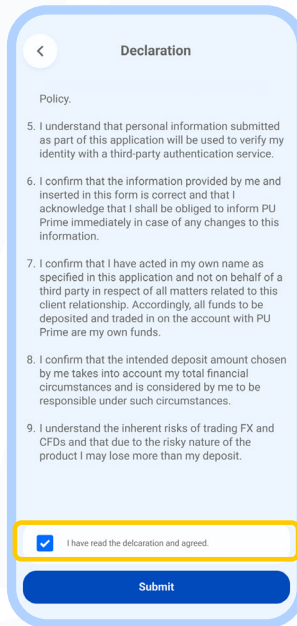 Declaration
Policy.
5. I understand that personal information submitted
as part of this application will be used to verify my
identity with a third-party authentication service.
6. I confirm that the information provided by me and
inserted in this form is correct and that I
acknowledge that I shall be obliged to inform PU
Prime immediately in case of any changes to this
information.
7. I confirm that I have acted in my own name as
specified in this application and not on behalf of a
third party in respect of all matters related to this
client relationship. Accordingly, all funds to be
deposited and traded in on the account with PU
Prime are my own funds.
8. I confirm that the intended deposit amount chosen
by me takes into account my total financial
circumstances and is considered by me to be
responsible under such circumstances.
9. I understand the inherent risks of trading FX and
CFDs and that due to the risky nature of the
product I may lose more than my deposit.
I have read the delcaration and agreed.
Submit